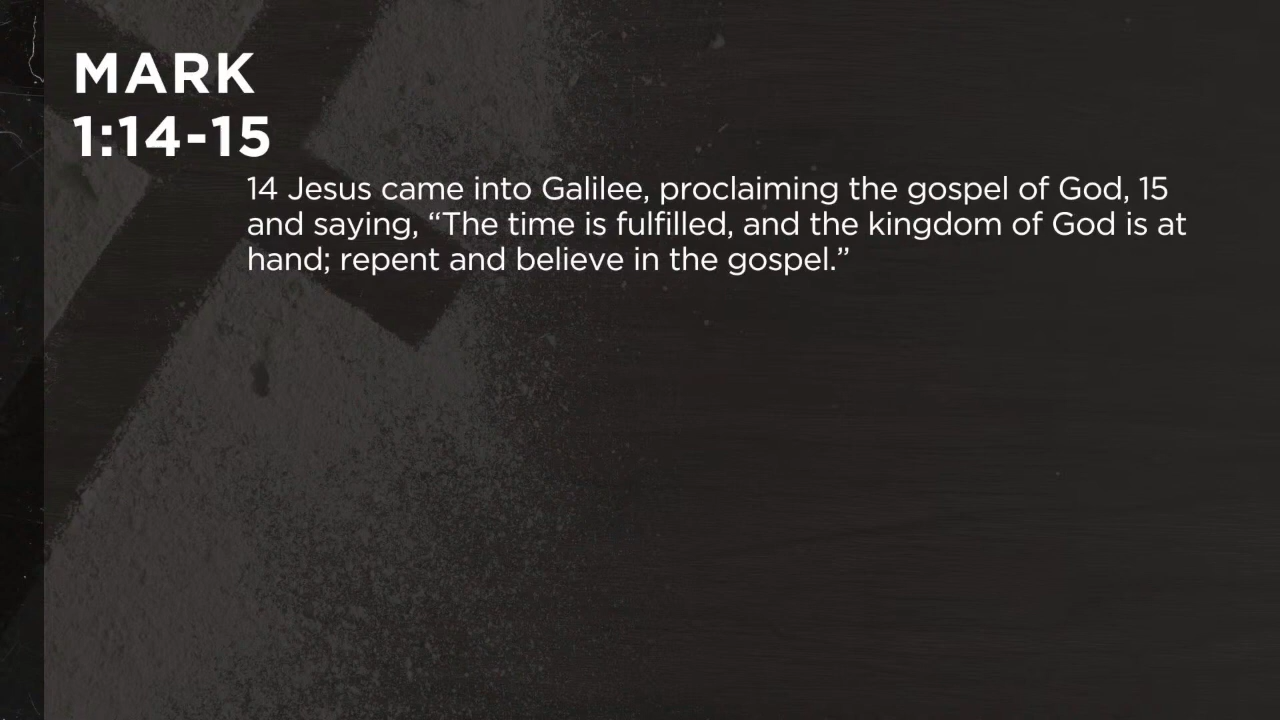 MARK
1:14-15
14 Jesus came into Galilee, proclaiming the gospel of God, 15
and saying, “The time is fulfilled, and the kingdom of God is at
hand; repent and believe in the gospel.”